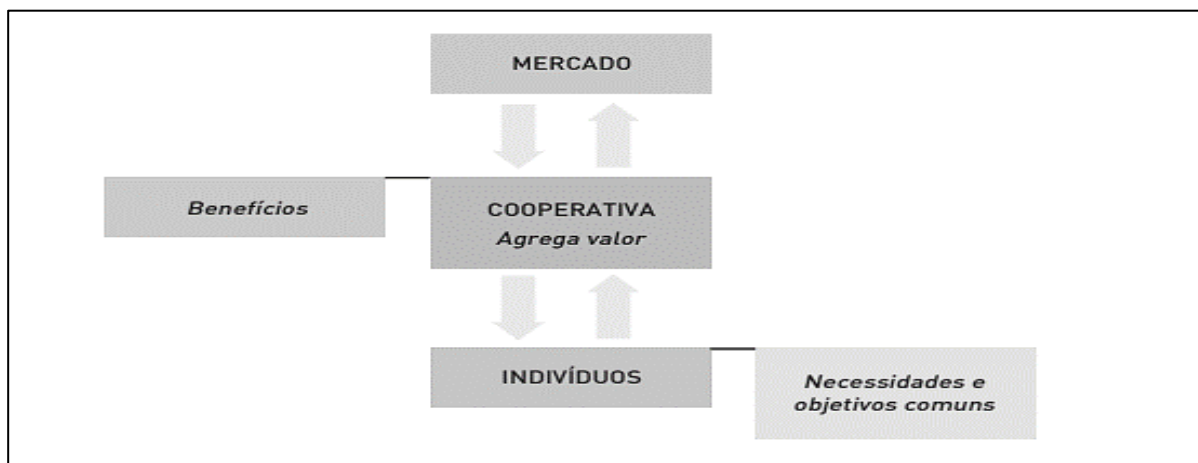 MERCADO
Benefícios
COOPERATIVA
Agrega valor
INDIVÍDUOS
Necessidades e
objetivos comuns